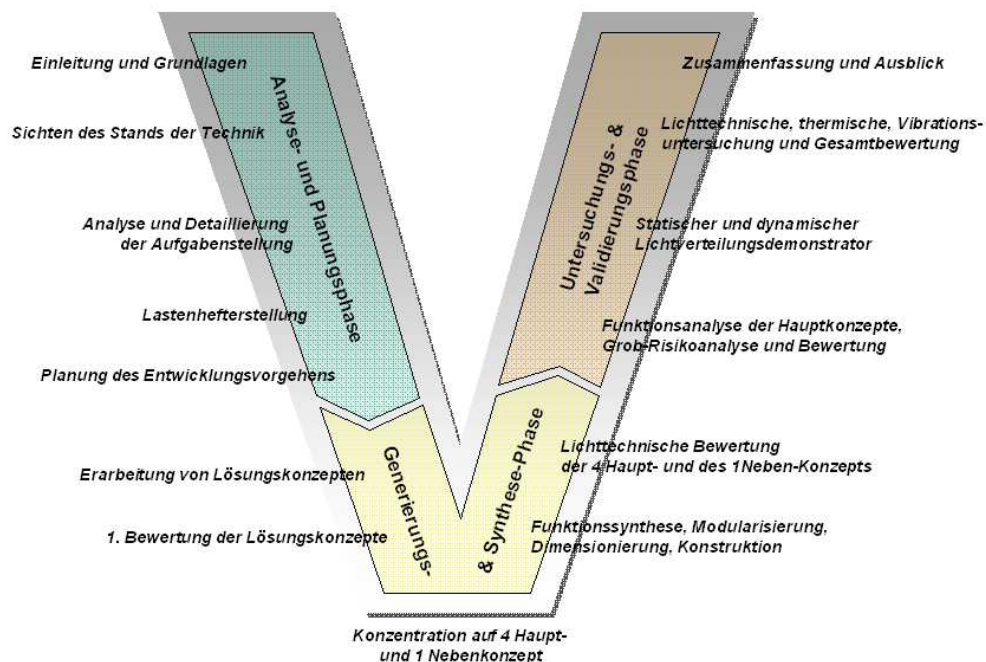 Einleitung und Grundlagen
Sichten des Stands der Technik
Analyse und Detaillierung
der Aufgabenstellung
Lastenhefterstellung
Planung des Entwicklungsvorgehens
Erarbeitung von Lösungskonzepten
1. Bewertung der Lösungskonzepte
Analyse- und Planungsphase
Generierungs-
& Synthese-Phase
Konzentration auf 4 Haupt-
und 1 Nebenkonzept
Untersuchungs- &
Validierungsphase
Zusammenfassung und Ausblick
Lichttechnische, thermische, Vibrations-
untersuchung und Gesamtbewertung
Statischer und dynamischer
Lichtverteilungsdemonstrator
Funktionsanalyse der Hauptkonzepte,
Grob-Risikoanalyse und Bewertung
Lichttechnische Bewertung
der 4 Haupt- und des 1Neben-Konzepts
Funktionssynthese, Modularisierung,
Dimensionierung, Konstruktion